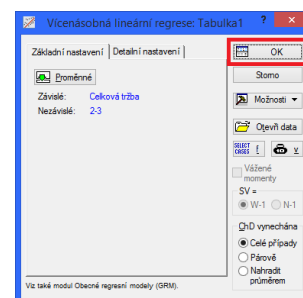 Vícenásobná lineární regrese: Tabulka1 ? ×
Základní nastavení Detailní nastavení
OK
Proměnné
Storno
Závislé: Celková tržba
Nezávislé: 2-3
Možnosti
Otevři data
SELECT CASES f v
Vážené
momenty
SV =
W-1 N-1
ChD vynechána
Celé případy
Párově
Nahradit
průměrem
Viz také modul Obecné regresní modely (GRM).